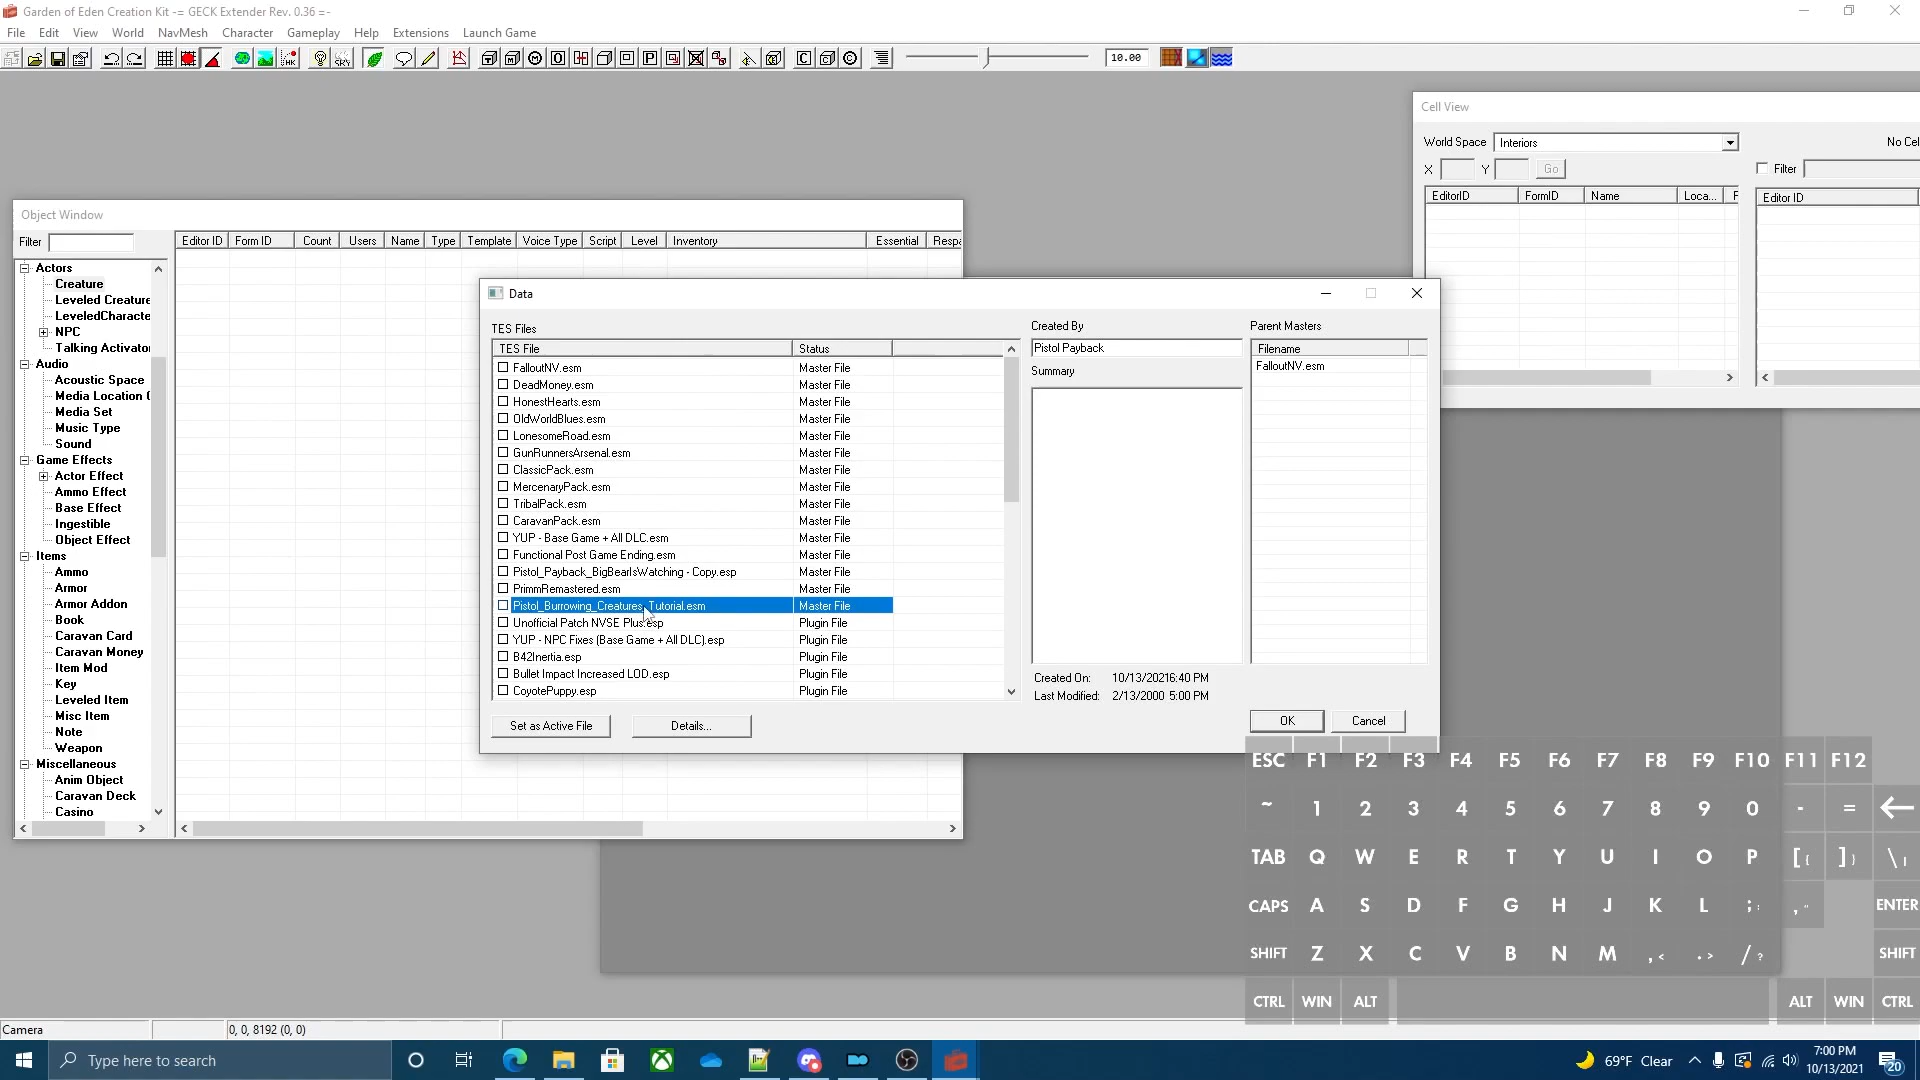 Garden of Eden Creation Kit -= GECK Extender Rev. 0.36 =-
File Edit View World NavMesh Character Gameplay Help Extensions Launch Game
10.00
Cell View
World Space Interiors No Cel
X Y Go Filter
EditorID FormID Name Loca... F Editor ID
Object Window
Filter
Editor ID Form ID Count Users Name Type Template Voice Type Script Level Inventory Essential Respa
Actors
Creature
Leveled Creature
LeveledCharacte
NPC
Talking Activator
Audio
Acoustic Space
Media Location (
Media Set
Music Type
Sound
Game Effects
Actor Effect
Ammo Effect
Base Effect
Ingestible
Object Effect
Items
Ammo
Armor
Armor Addon
Book
Caravan Card
Caravan Money
Item Mod
Key
Leveled Item
Misc Item
Note
Weapon
Miscellaneous
Anim Object
Caravan Deck
Casino
Data
TES Files
TES File Status
FalloutNV.esm Master File
DeadMoney.esm Master File
HonestHearts.esm Master File
OldWorldBlues.esm Master File
LonesomeRoad.esm Master File
GunRunnersArsenal.esm Master File
ClassicPack.esm Master File
MercenaryPack.esm Master File
TribalPack.esm Master File
CaravanPack.esm Master File
YUP - Base Game + All DLC.esm Master File
Functional Post Game Ending.esm Master File
Pistol_Payback_BigBearIsWatching - Copy.esp Master File
PrimmRemastered.esm Master File
Pistol_Burrowing_Creatures_Tutorial.esm Master File
Unofficial Patch NVSE Plus.esp Plugin File
YUP - NPC Fixes (Base Game + All DLC).esp Plugin File
B42Inertia.esp Plugin File
Bullet Impact Increased LOD.esp Plugin File
CoyotePuppy.esp Plugin File
Set as Active File Details...
Created By
Pistol Payback
Summary
Created On: 10/13/20216:40 PM
Last Modified: 2/13/2000 5:00 PM
Parent Masters
Filename
FalloutNV.esm
OK Cancel
ESC F1 F2 F3 F4 F5 F6 F7 F8 F9 F10 F11 F12
~ 1 2 3 4 5 6 7 8 9 0 - = ←
TAB Q W E R T Y U I O P [ { ] } \ |
CAPS A S D F G H J K L ; : , " ENTER
SHIFT Z X C V B N M , < . > / ? SHIFT
CTRL WIN ALT ALT WIN CTRL
Camera 0, 0, 8192 (0, 0)
Type here to search
69°F Clear
7:00 PM
10/13/2021
20